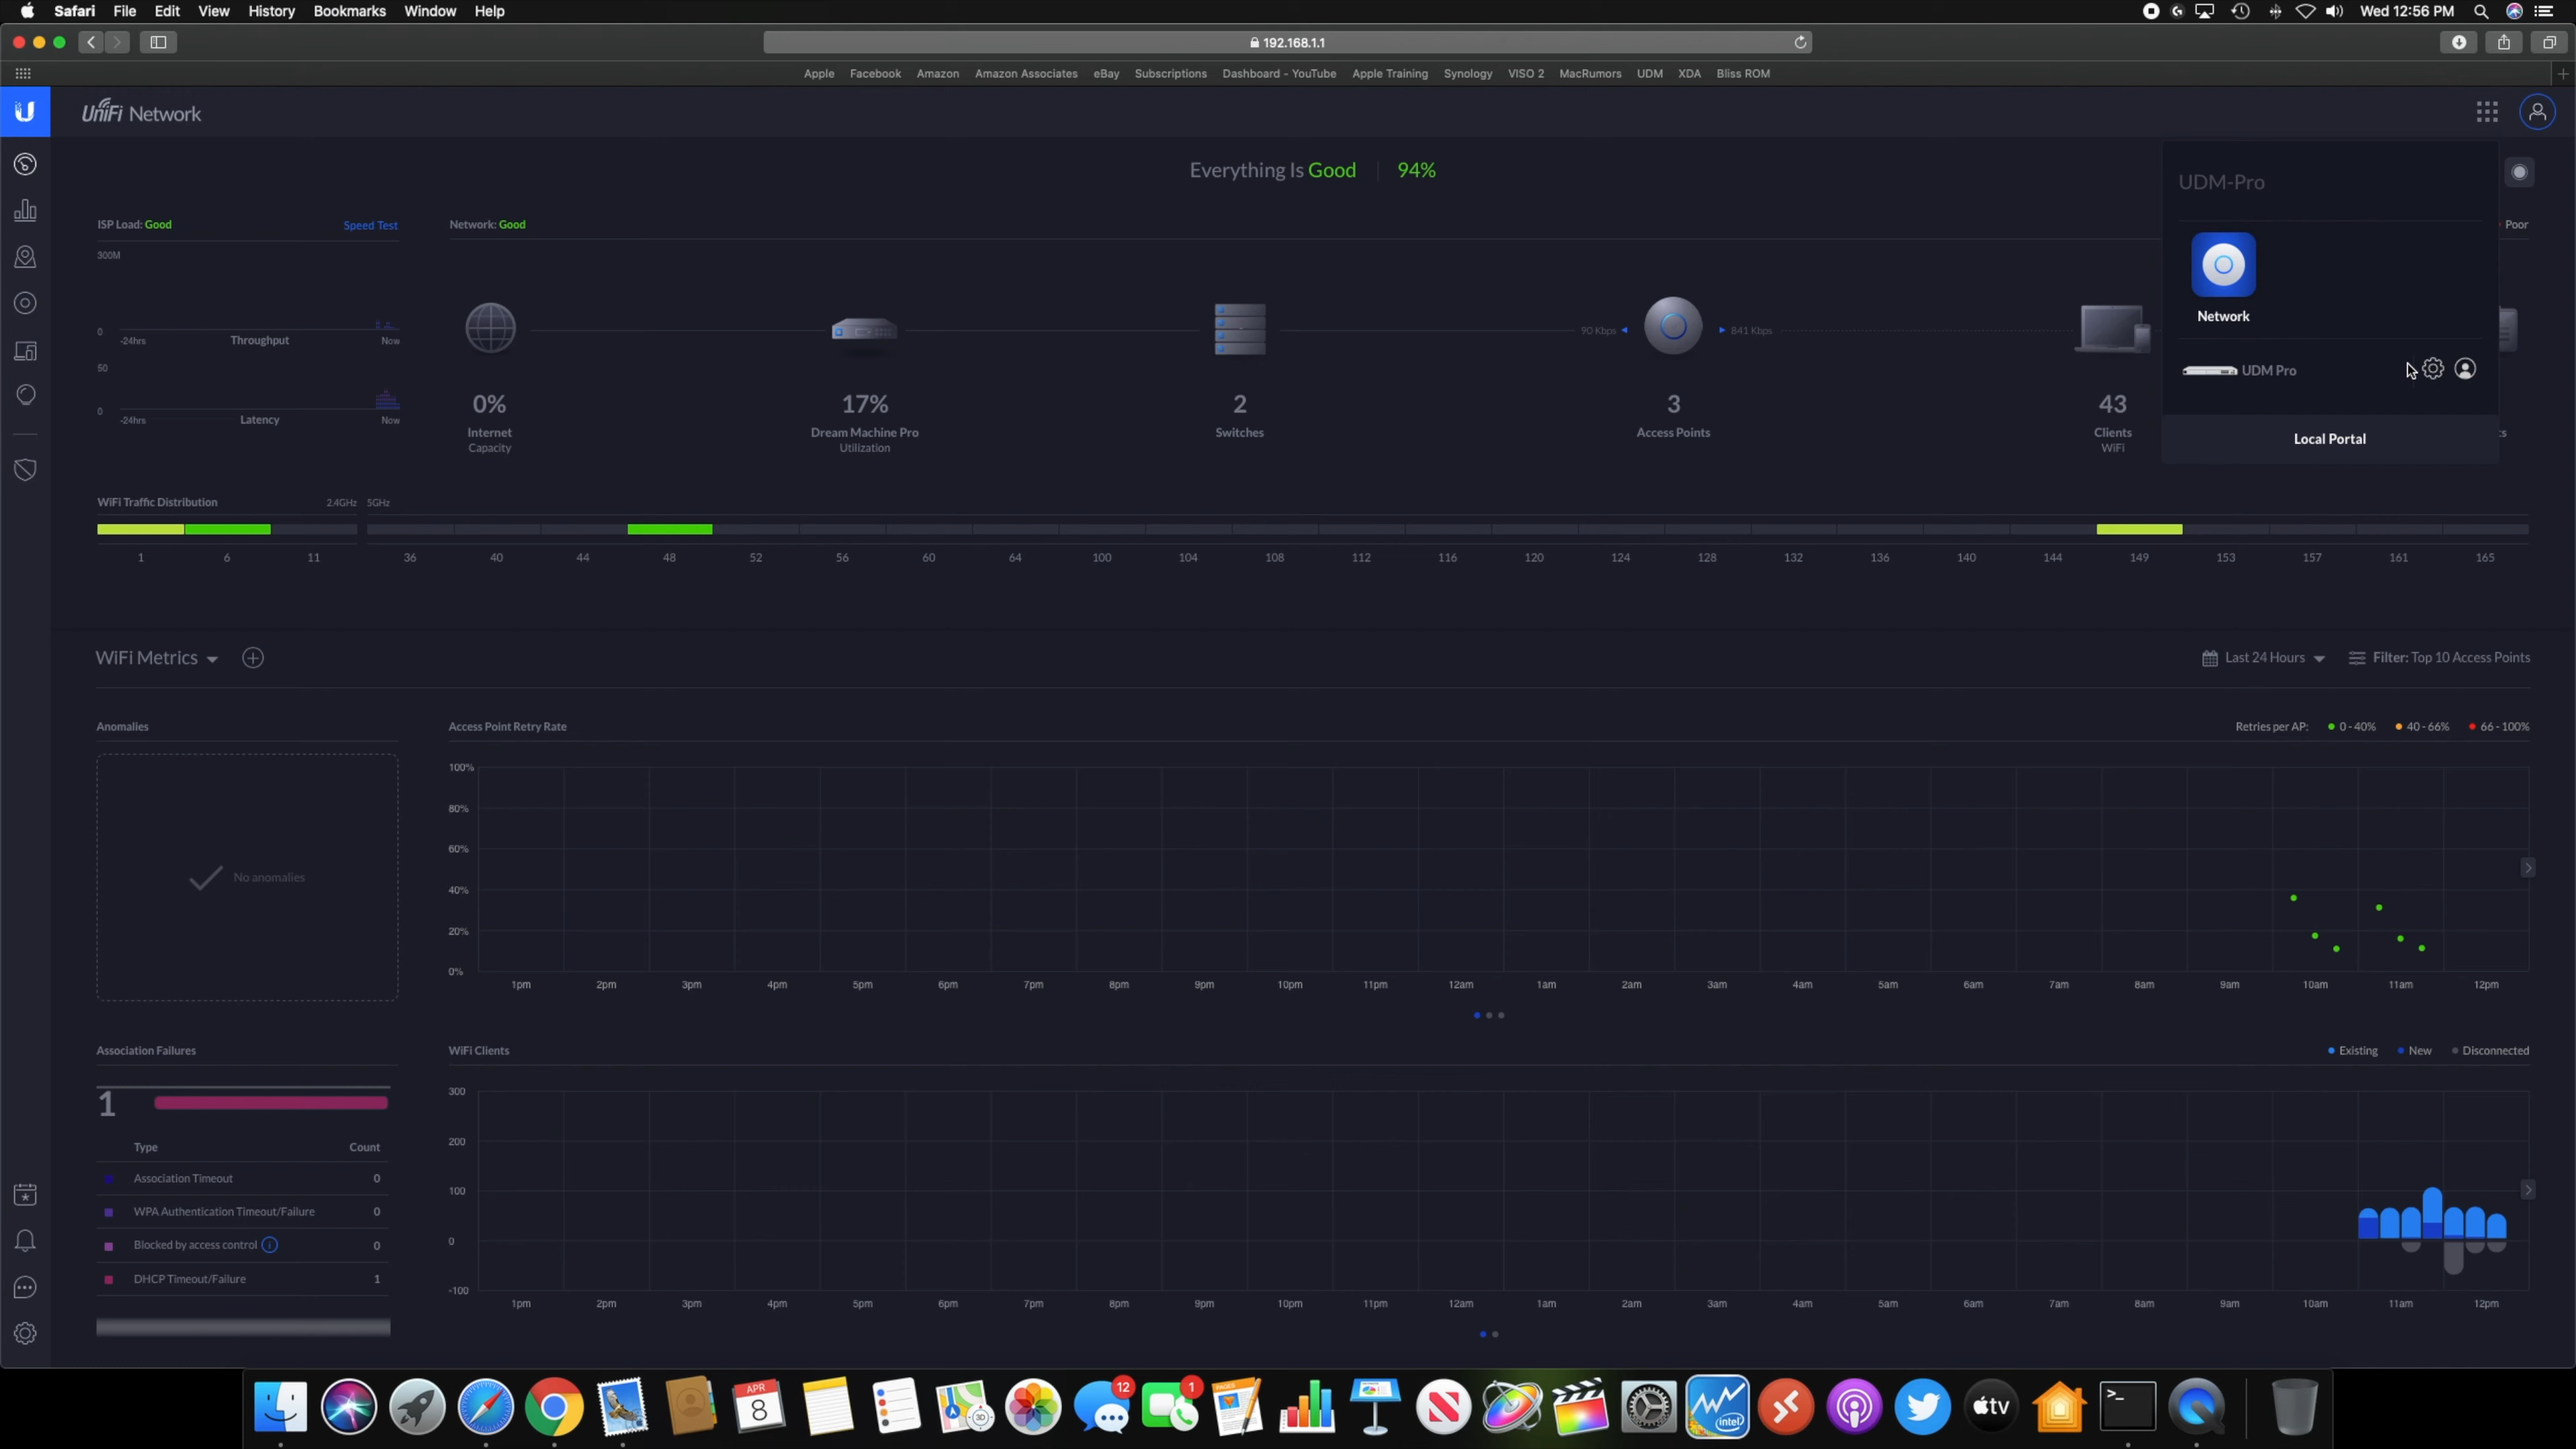 Safari File Edit View History Bookmarks Window Help
Wed 12:56 PM
192.168.1.1
Apple Facebook Amazon Amazon Associates eBay Subscriptions Dashboard - YouTube Apple Training Synology VISO 2 MacRumors UDM XDA Bliss ROM
UniFi Network
Everything Is Good 94%
UDM-Pro
Network
UDM Pro
Local Portal
ISP Load: Good Speed Test
Network: Good
Poor
300M
0
-24hrs Throughput Now
50
0
-24hrs Latency Now
90 Kbps 841 Kbps
0% 17% 2 3 43
Internet Dream Machine Pro Switches Access Points Clients
Capacity Utilization WiFi
WiFi Traffic Distribution 2.4GHz 5GHz
1 6 11 36 40 44 48 52 56 60 64 100 104 108 112 116 120 124 128 132 136 140 144 149 153 157 161 165
WiFi Metrics
Last 24 Hours Filter: Top 10 Access Points
Anomalies
No anomalies
Access Point Retry Rate
Retries per AP: 0 - 40% 40 - 66% 66 - 100%
100%
80%
60%
40%
20%
0%
1pm 2pm 3pm 4pm 5pm 6pm 7pm 8pm 9pm 10pm 11pm 12am 1am 2am 3am 4am 5am 6am 7am 8am 9am 10am 11am 12pm
Association Failures
1
Type Count
Association Timeout 0
WPA Authentication Timeout/Failure 0
Blocked by access control 0
DHCP Timeout/Failure 1
WiFi Clients
Existing New Disconnected
300
200
100
0
-100
1pm 2pm 3pm 4pm 5pm 6pm 7pm 8pm 9pm 10pm 11pm 12am 1am 2am 3am 4am 5am 6am 7am 8am 9am 10am 11am 12pm
APR
8
3D
12
1
PAGES
intel
tv
>_